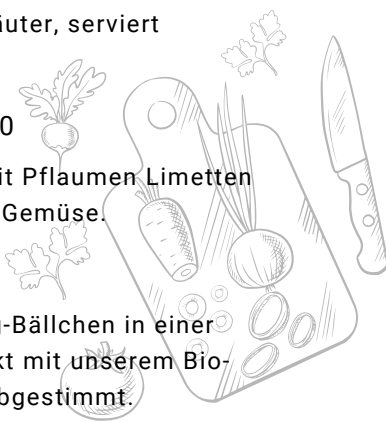 äuter, serviert
0
it Pflaumen Limetten
Gemüse.
g-Bällchen in einer
kt mit unserem Bio-
bgestimmt.